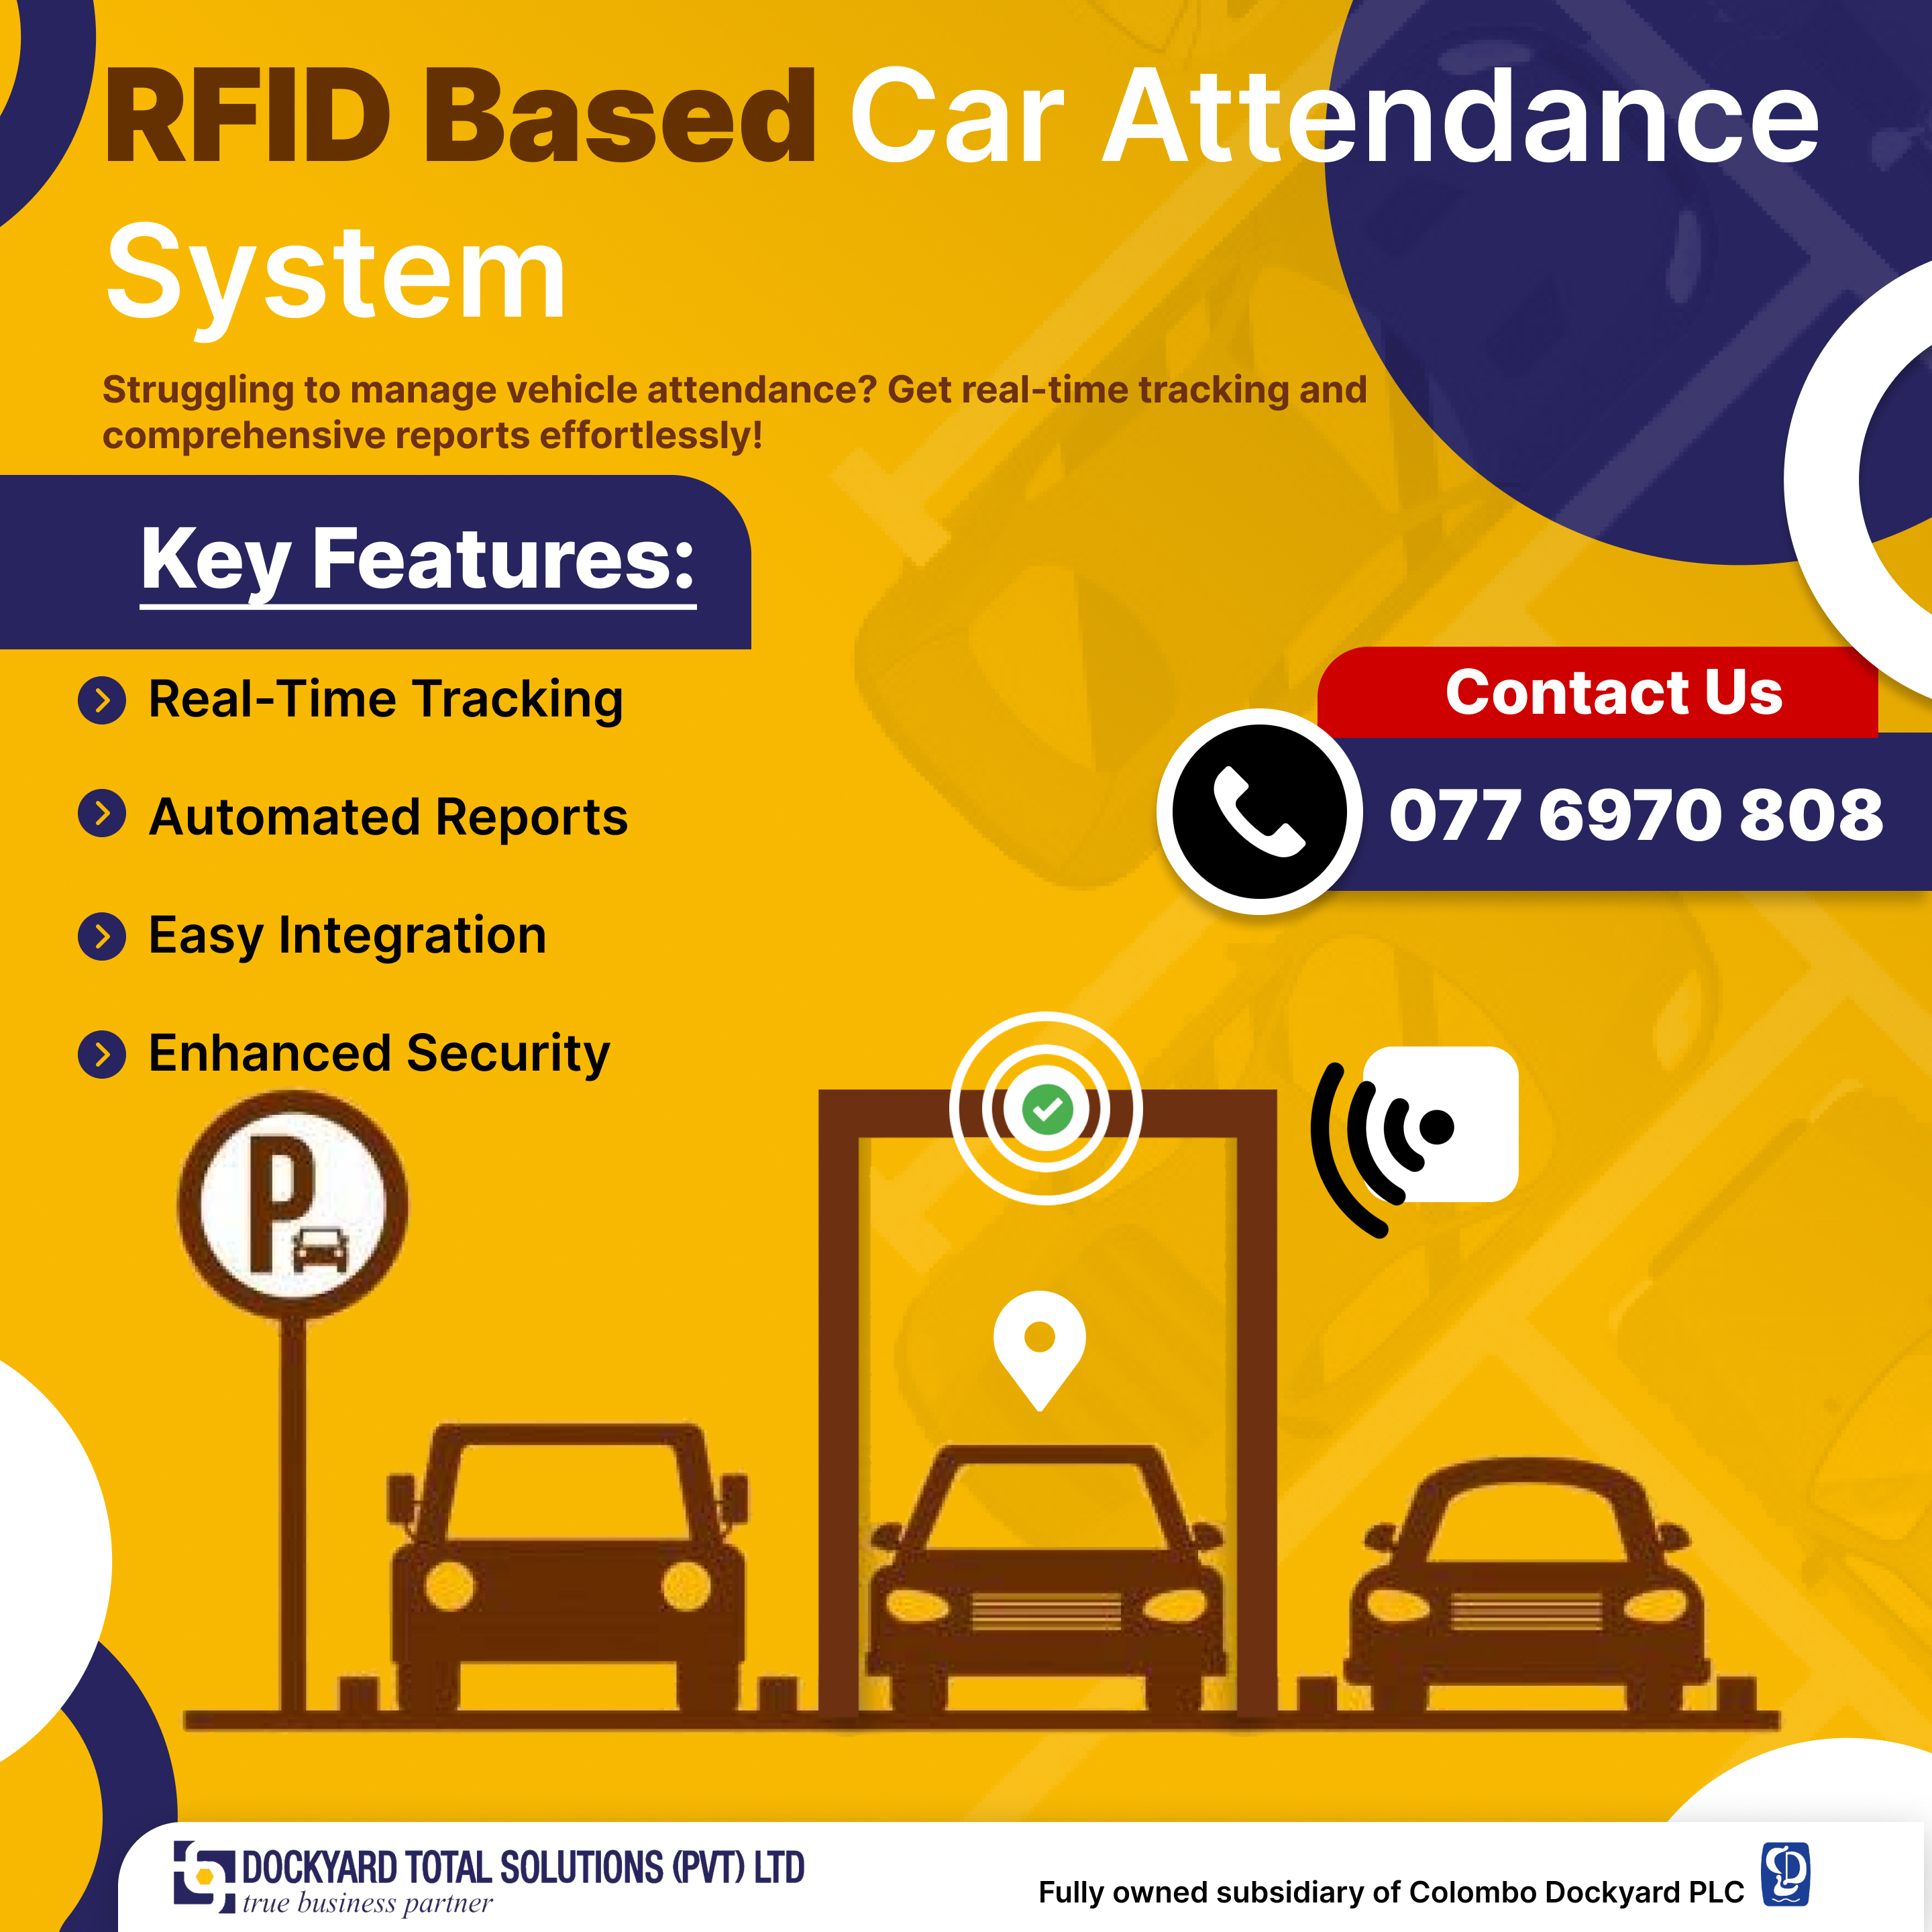 RFID Based Car Attendance
System
Struggling to manage vehicle attendance? Get real-time tracking and
comprehensive reports effortlessly!
Key Features:
Real-Time Tracking
Automated Reports
Easy Integration
Enhanced Security
Contact Us
077 6970 808
P
DOCKYARD TOTAL SOLUTIONS (PVT) LTD
true business partner
Fully owned subsidiary of Colombo Dockyard PLC